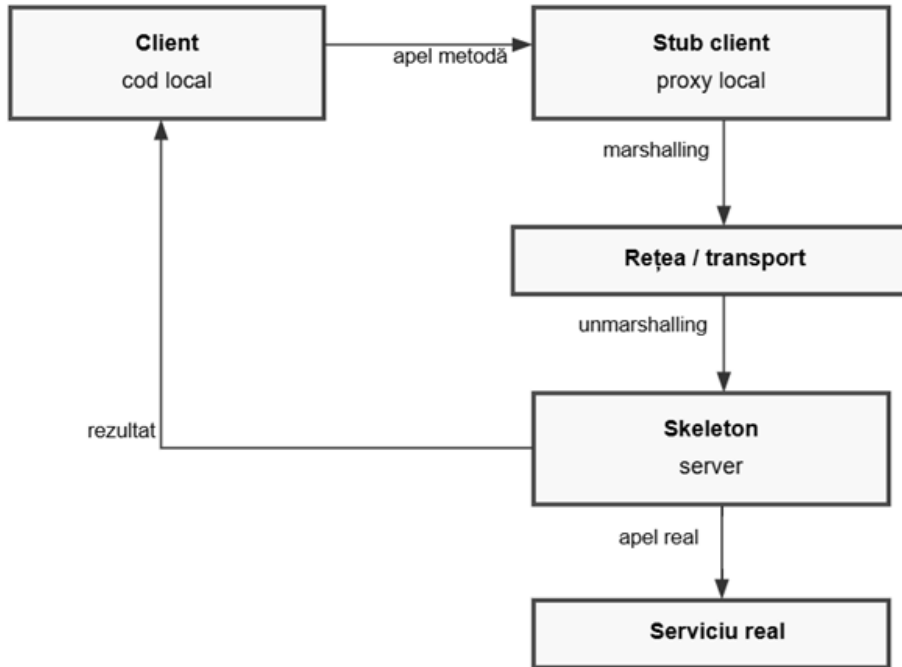 Client
cod local
apel metodă
Stub client
proxy local
marshalling
Rețea / transport
unmarshalling
Skeleton
server
rezultat
apel real
Serviciu real